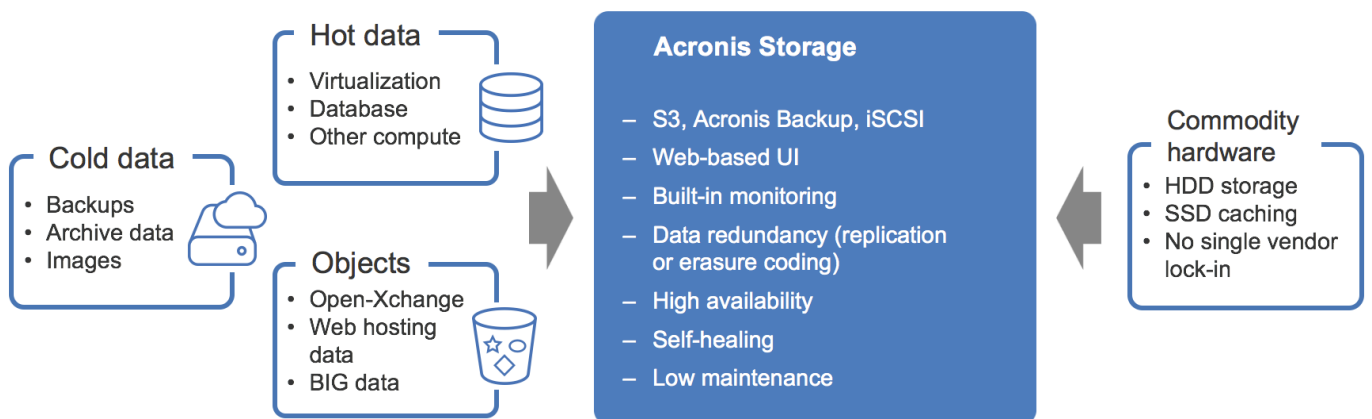 Hot data
• Virtualization
• Database
• Other compute
Cold data
• Backups
• Archive data
• Images
Objects
• Open-Xchange
• Web hosting
data
• BIG data
Acronis Storage
– S3, Acronis Backup, iSCSI
– Web-based UI
– Built-in monitoring
– Data redundancy (replication
or erasure coding)
– High availability
– Self-healing
– Low maintenance
Commodity
hardware
• HDD storage
• SSD caching
• No single vendor
lock-in